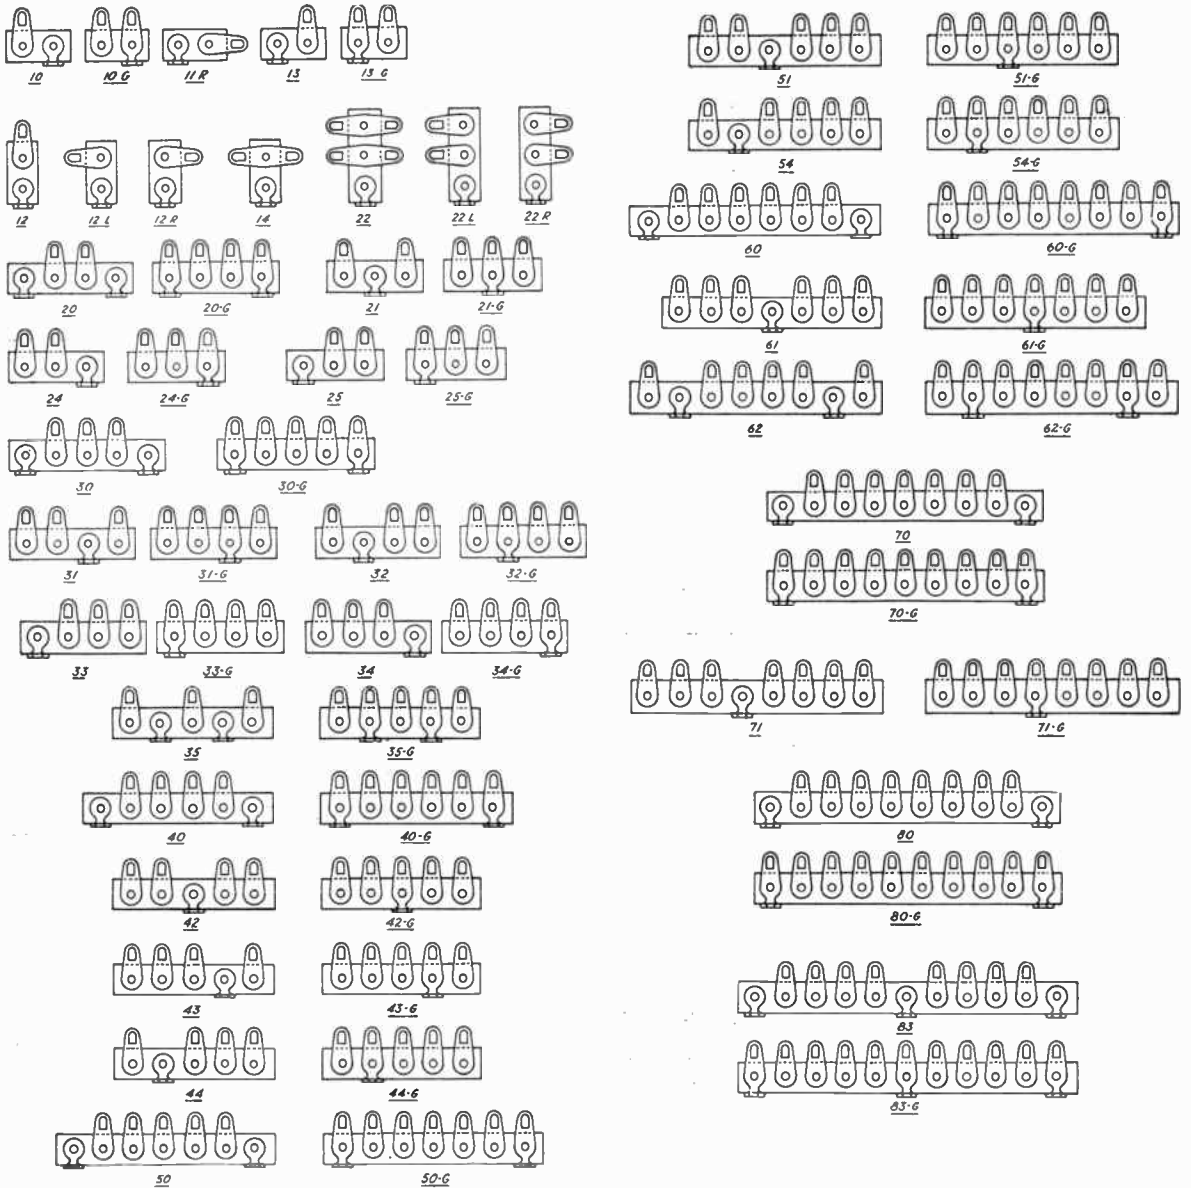 10 10 G 11 R 13 13 G
12 12 L 12 R 14 22 22 L 22 R
20 20-G 21 21-G
24 24-G 25 25-G
30 30-G
31 31-G 32 32-G
33 33-G 34 34-G
35 35-G
40 40-G
42 42-G
43 43-G
44 44-G
50 50-G
51 51-G
54 54-G
60 60-G
61 61-G
62 62-G
70
70-G
71 71-G
80
80-G
83
83-G